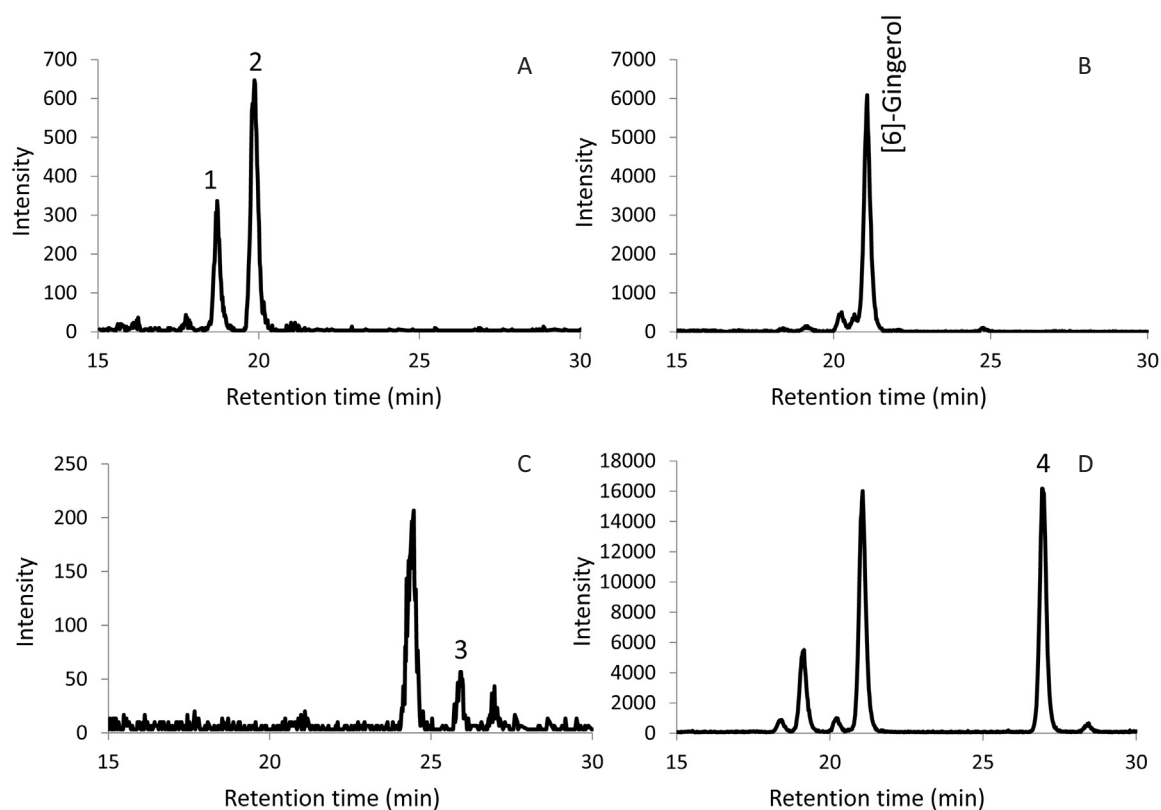 A
700
600
500
400
300
200
100
0
Intensity
1
2
15 20 25 30
Retention time (min)
B
7000
6000
5000
4000
3000
2000
1000
0
Intensity
[6]-Gingerol
15 20 25 30
Retention time (min)
C
250
200
150
100
50
0
Intensity
3
15 20 25 30
Retention time (min)
4 D
18000
16000
14000
12000
10000
8000
6000
4000
2000
0
Intensity
15 20 25 30
Retention time (min)